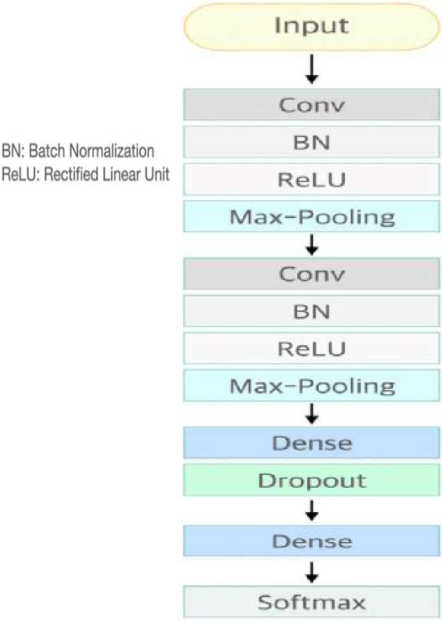 Input
Conv
BN
BN: Batch Normalization
ReLU: Rectified Linear Unit
ReLU
Max-Pooling
Conv
BN
ReLU
Max-Pooling
Dense
Dropout
Dense
Softmax